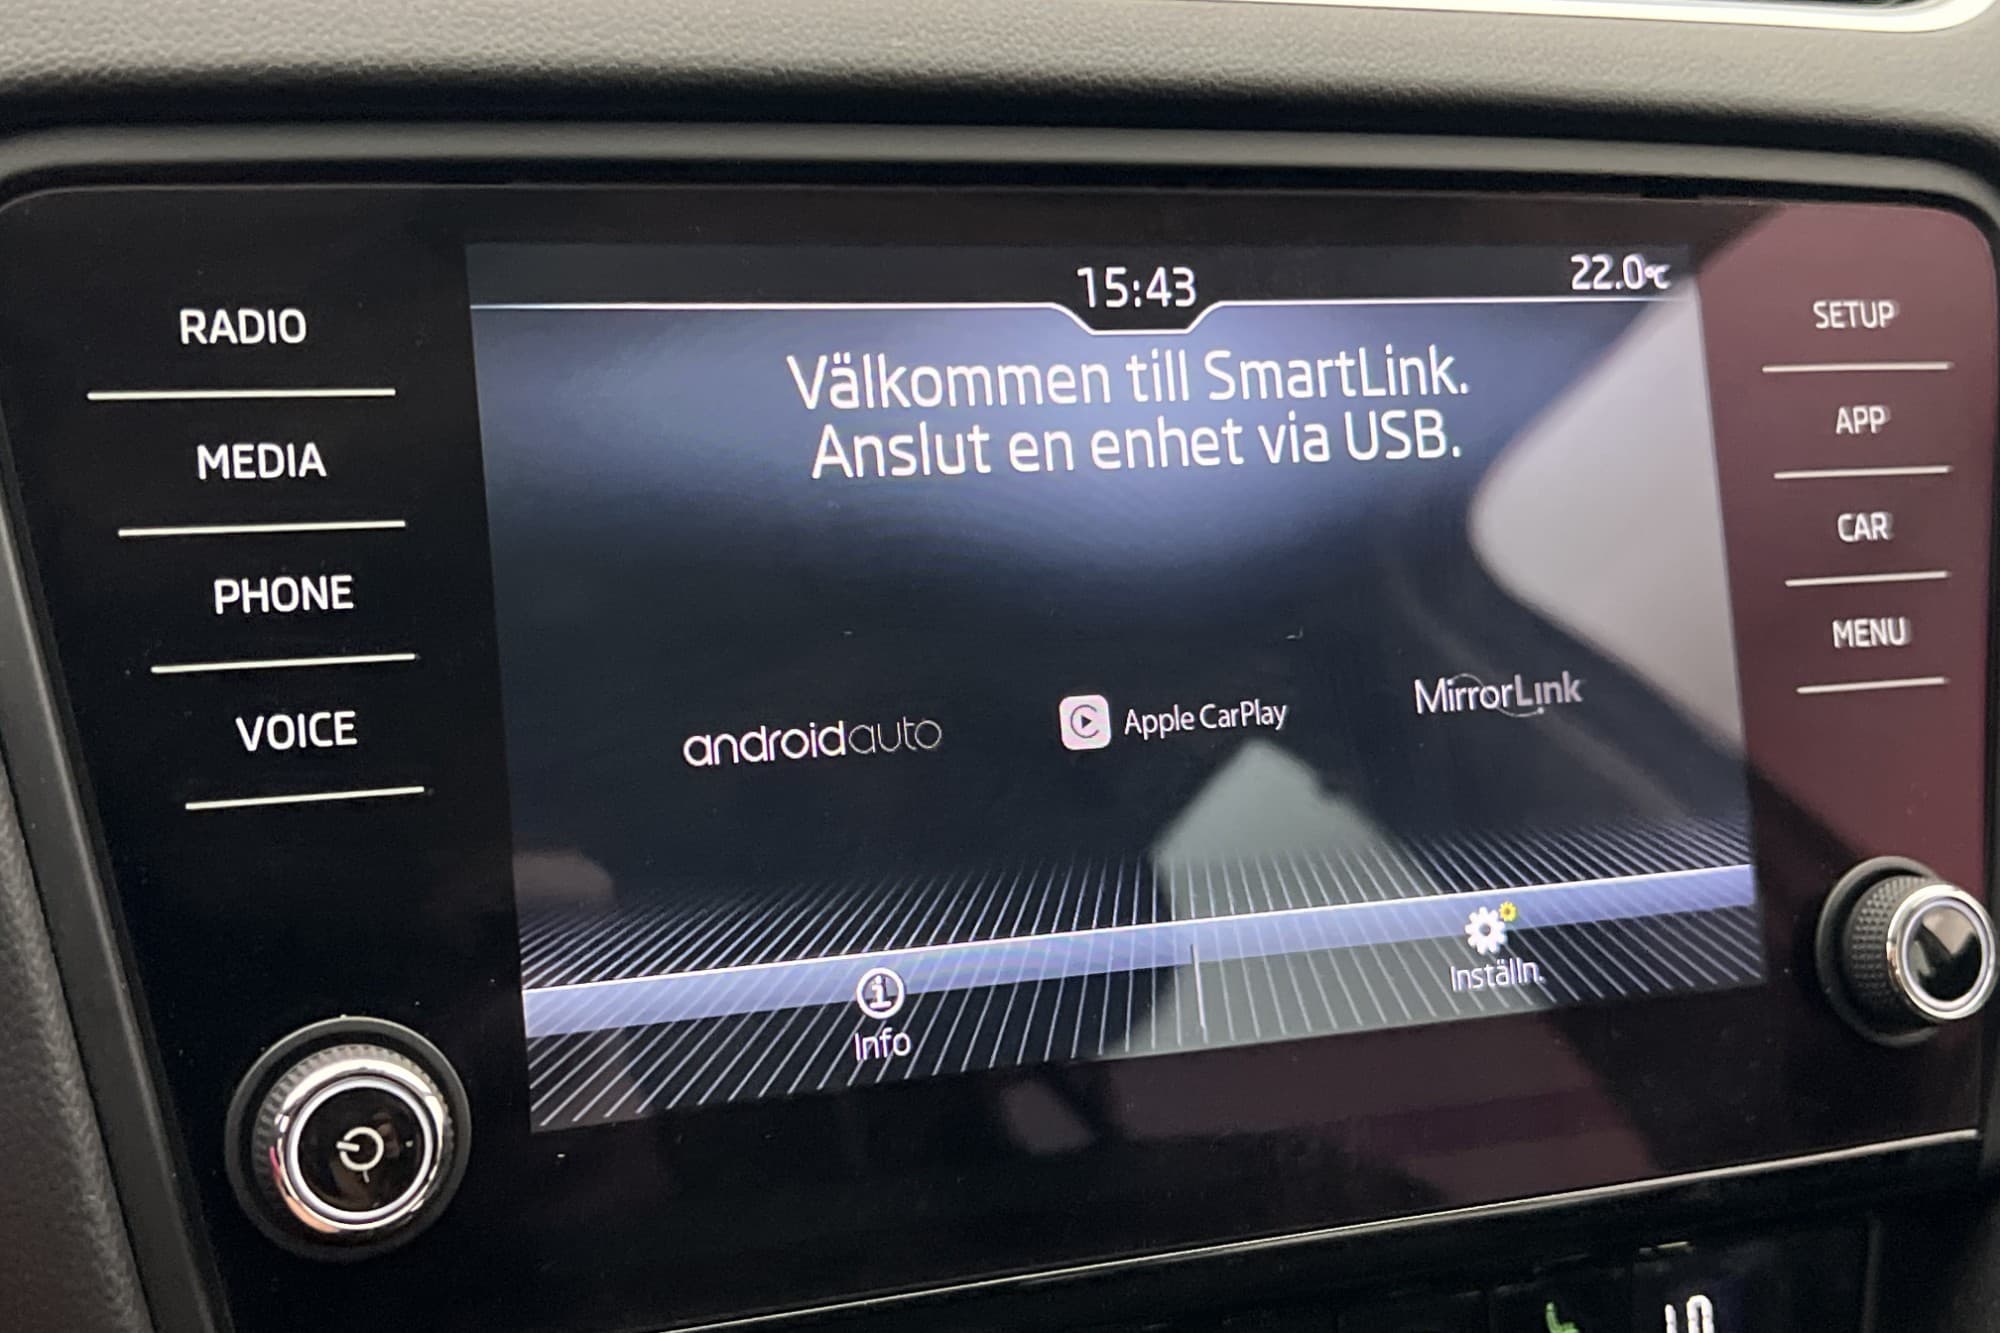 RADIO
MEDIA
PHONE
VOICE
15:43
22.0°C
Välkommen till SmartLink.
Anslut en enhet via USB.
androidauto
Apple CarPlay
MirrorLink
Info
Inställn.
SETUP
APP
CAR
MENU
LO